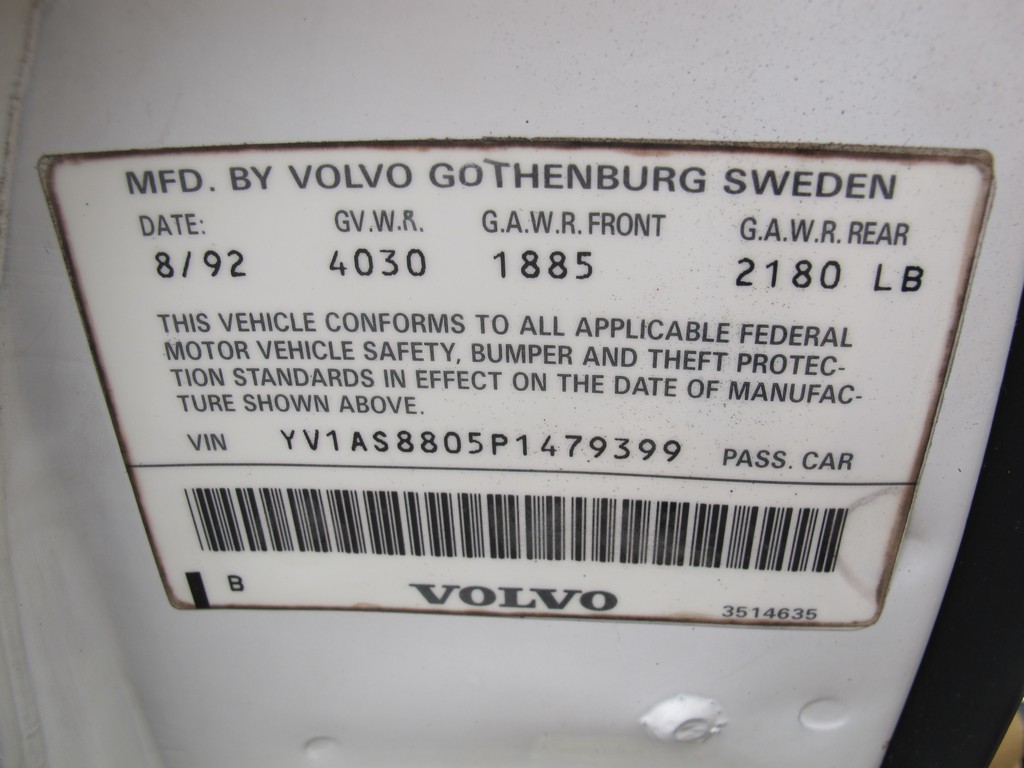 MFD. BY VOLVO GOTHENBURG SWEDEN
DATE: GV.W.R. G.A.W.R. FRONT G.A.W.R. REAR
8/92 4030 1885 2180 LB
THIS VEHICLE CONFORMS TO ALL APPLICABLE FEDERAL
MOTOR VEHICLE SAFETY, BUMPER AND THEFT PROTEC-
TION STANDARDS IN EFFECT ON THE DATE OF MANUFAC-
TURE SHOWN ABOVE.
VIN YV1AS8805P1479399 PASS. CAR
B VOLVO 3514635